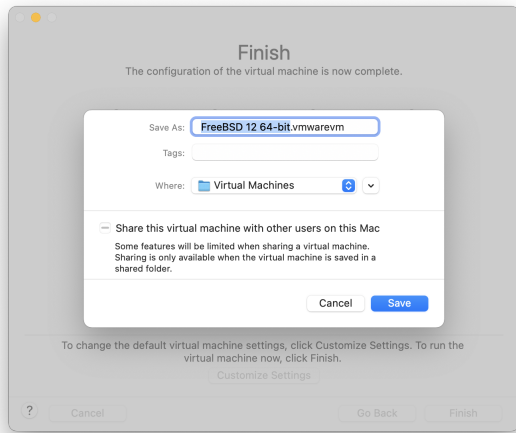 Finish
The configuration of the virtual machine is now complete.
Save As: FreeBSD 12 64-bit.vmwarevm
Tags:
Where: Virtual Machines
Share this virtual machine with other users on this Mac
Some features will be limited when sharing a virtual machine.
Sharing is only available when the virtual machine is saved in a
shared folder.
Cancel Save
To change the default virtual machine settings, click Customize Settings. To run the
virtual machine now, click Finish.
Customize Settings
? Cancel Go Back Finish